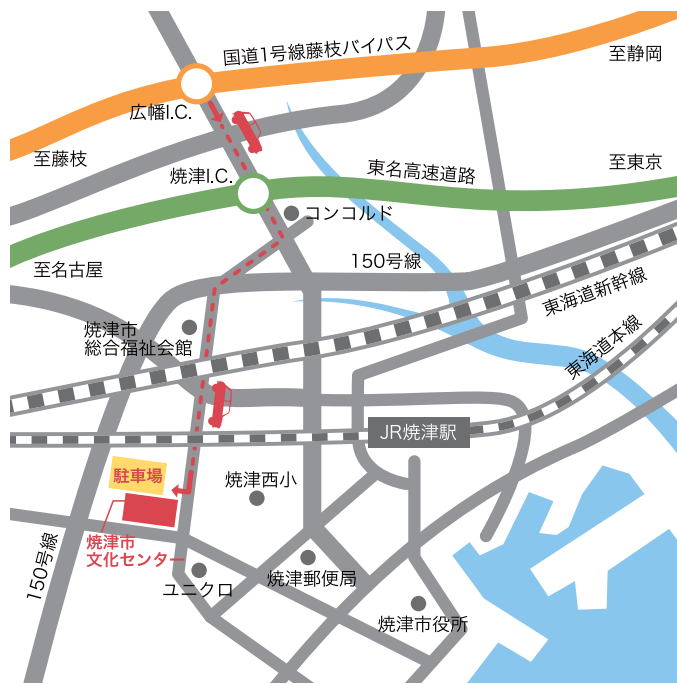 国道1号線藤枝バイパス
至静岡
広幡I.C.
至藤枝
焼津I.C.
東名高速道路
至東京
コンコルド
至名古屋
150号線
東海道新幹線
焼津市
総合福祉会館
東海道本線
JR焼津駅
駐車場
焼津西小
焼津市
文化センター
150号線
ユニクロ
焼津郵便局
焼津市役所